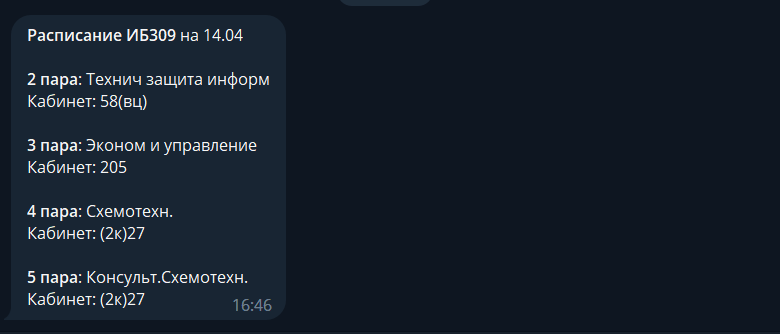 Расписание ИБ309 на 14.04
2 пара: Технич защита информ
Кабинет: 58(вц)
3 пара: Эконом и управление
Кабинет: 205
4 пара: Схемотехн.
Кабинет: (2к)27
5 пара: Консульт.Схемотехн.
Кабинет: (2к)27
16:46